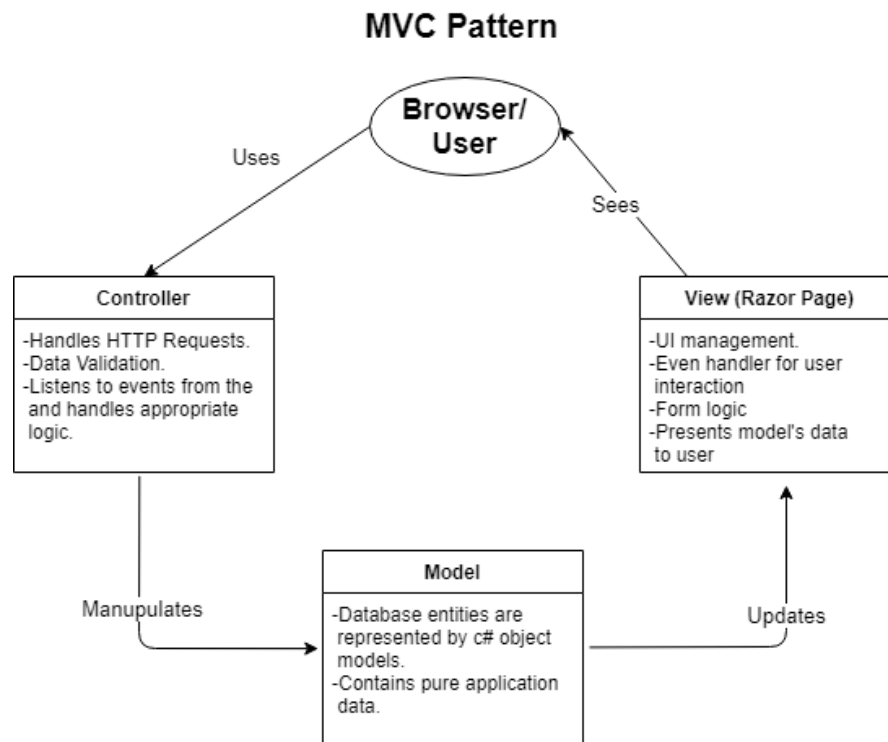 MVC Pattern
Browser/
User
Uses
Sees
Controller
-Handles HTTP Requests.
-Data Validation.
-Listens to events from the
and handles appropriate
logic.
View (Razor Page)
-UI management.
-Even handler for user
interaction
-Form logic
-Presents model's data
to user
Manupulates
Model
-Database entities are
represented by c# object
models.
-Contains pure application
data.
Updates